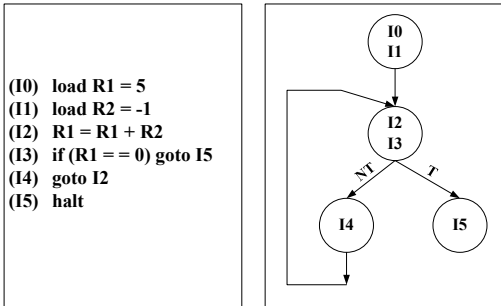 (I0) load R1 = 5
(I1) load R2 = -1
(I2) R1 = R1 + R2
(I3) if (R1 = = 0) goto I5
(I4) goto I2
(I5) halt
I0
I1
I2
I3
NT
T
I4
I5